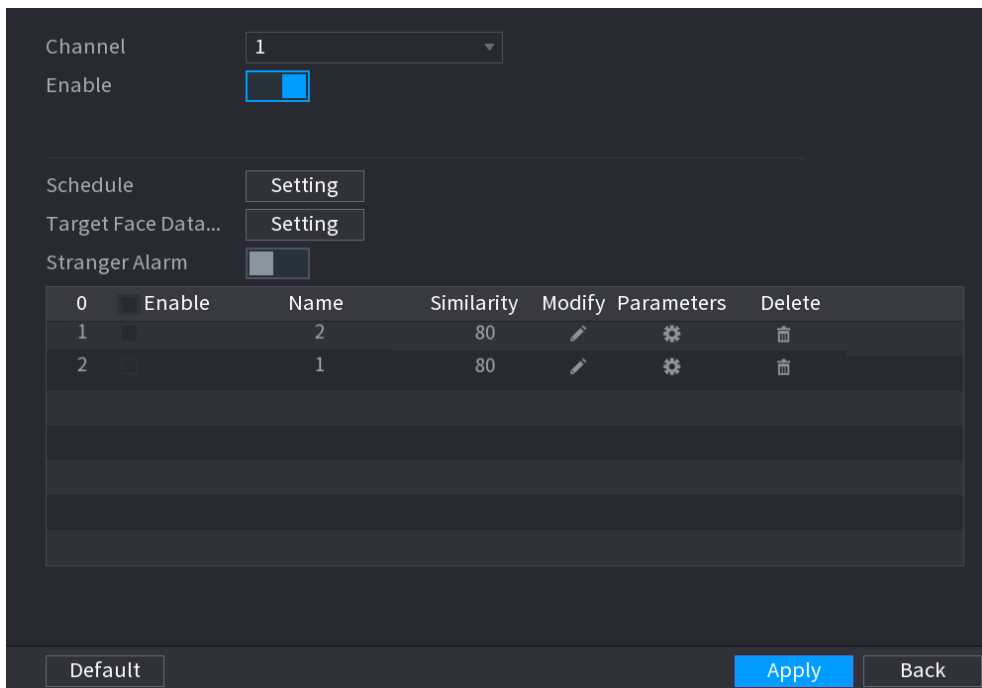 Channel 1
Enable
Schedule Setting
Target Face Data... Setting
Stranger Alarm
0 Enable Name Similarity Modify Parameters Delete
1 2 80
2 1 80
Default Apply Back